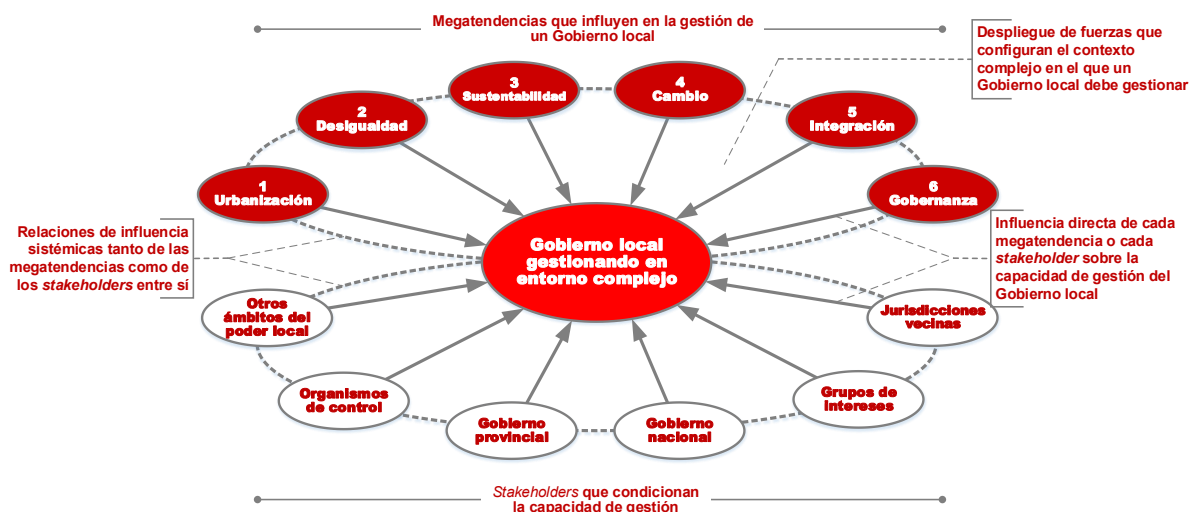 Megatendencias que influyen en la gestión de
un Gobierno local
Despliegue de fuerzas que
configuran el contexto
complejo en el que un
Gobierno local debe gestionar
3
Sustentabilidad
4
Cambio
2
Desigualdad
5
Integración
1
Urbanización
6
Gobernanza
Relaciones de influencia
sistémicas tanto de las
megatendencias como de
los stakeholders entre sí
Gobierno local
gestionando en
entorno complejo
Influencia directa de cada
megatendencia o cada
stakeholder sobre la
capacidad de gestión del
Gobierno local
Otros
ámbitos del
poder local
Jurisdicciones
vecinas
Organismos
de control
Grupos de
intereses
Gobierno
provincial
Gobierno
nacional
Stakeholders que condicionan
la capacidad de gestión